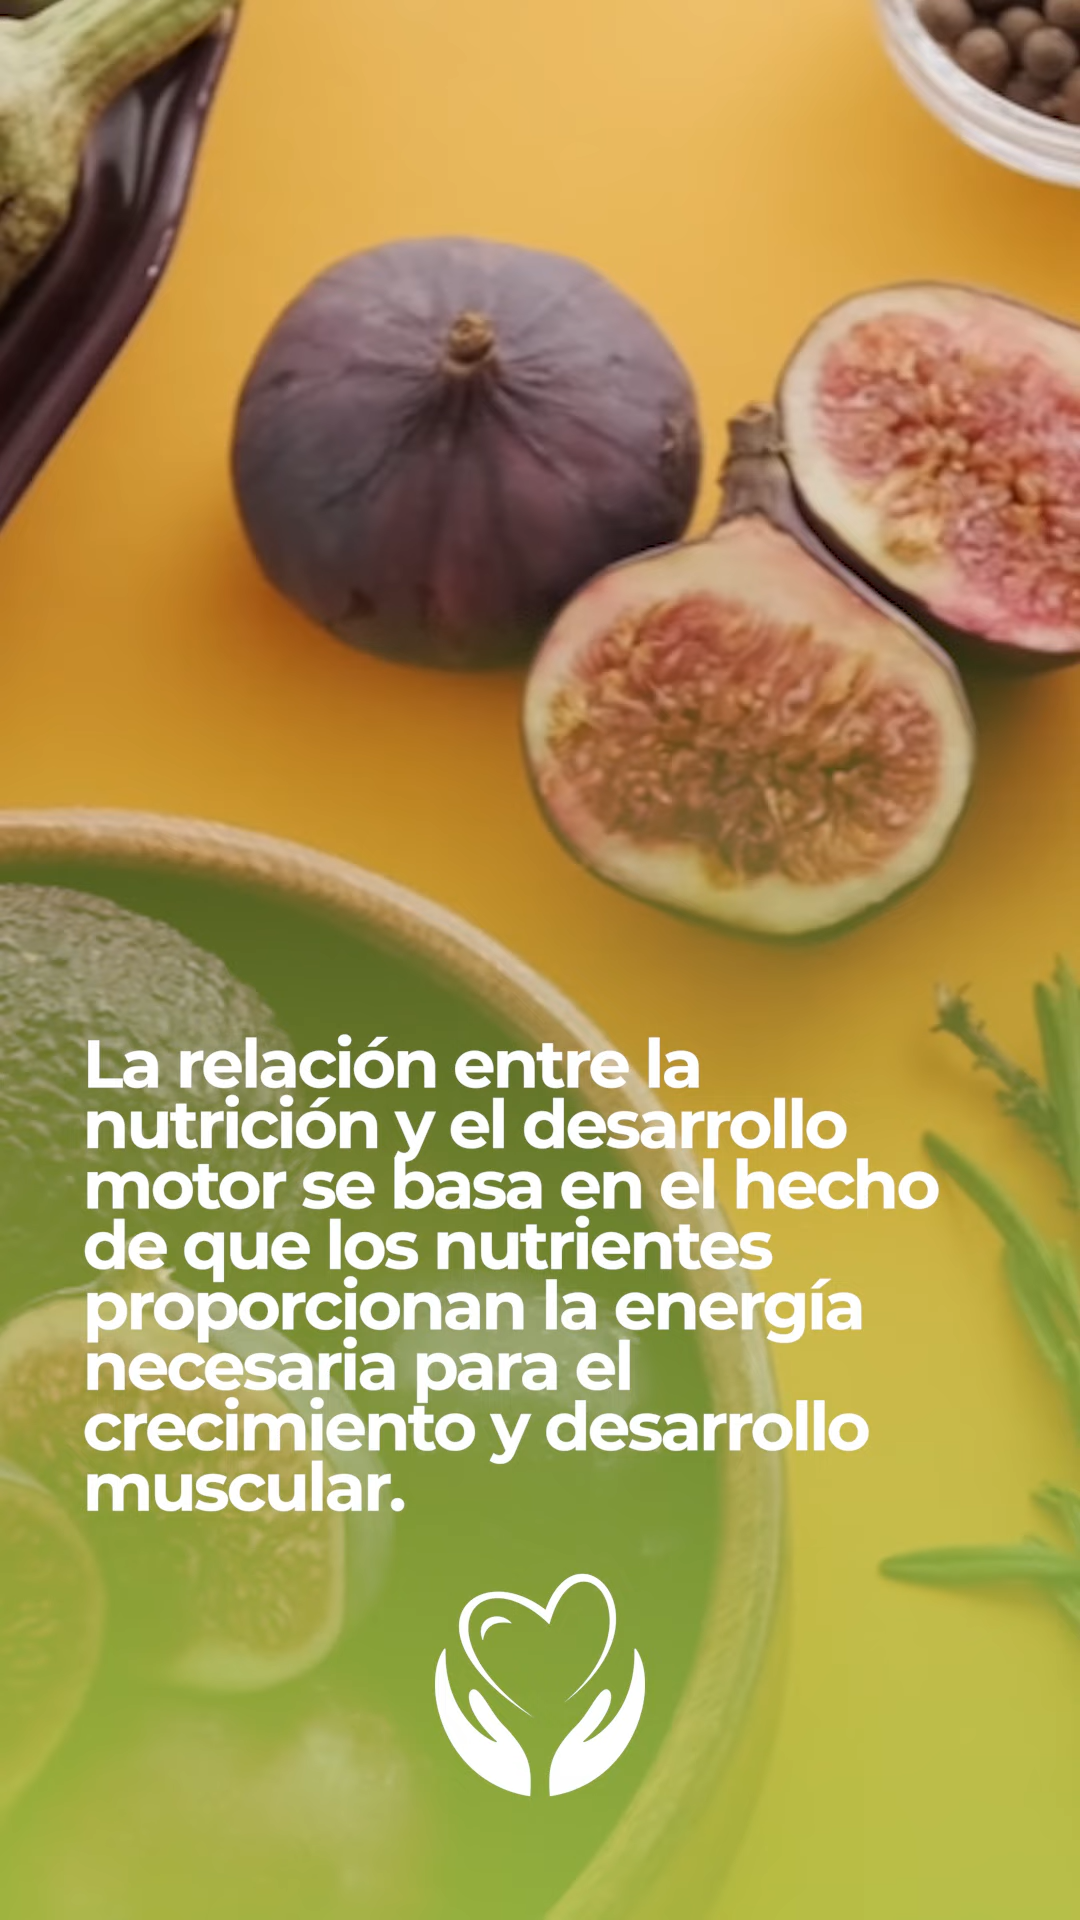 La relación entre la
nutrición y el desarrollo
motor se basa en el hecho
de que los nutrientes
proporcionan la energía
necesaria para el
crecimiento y desarrollo
muscular.